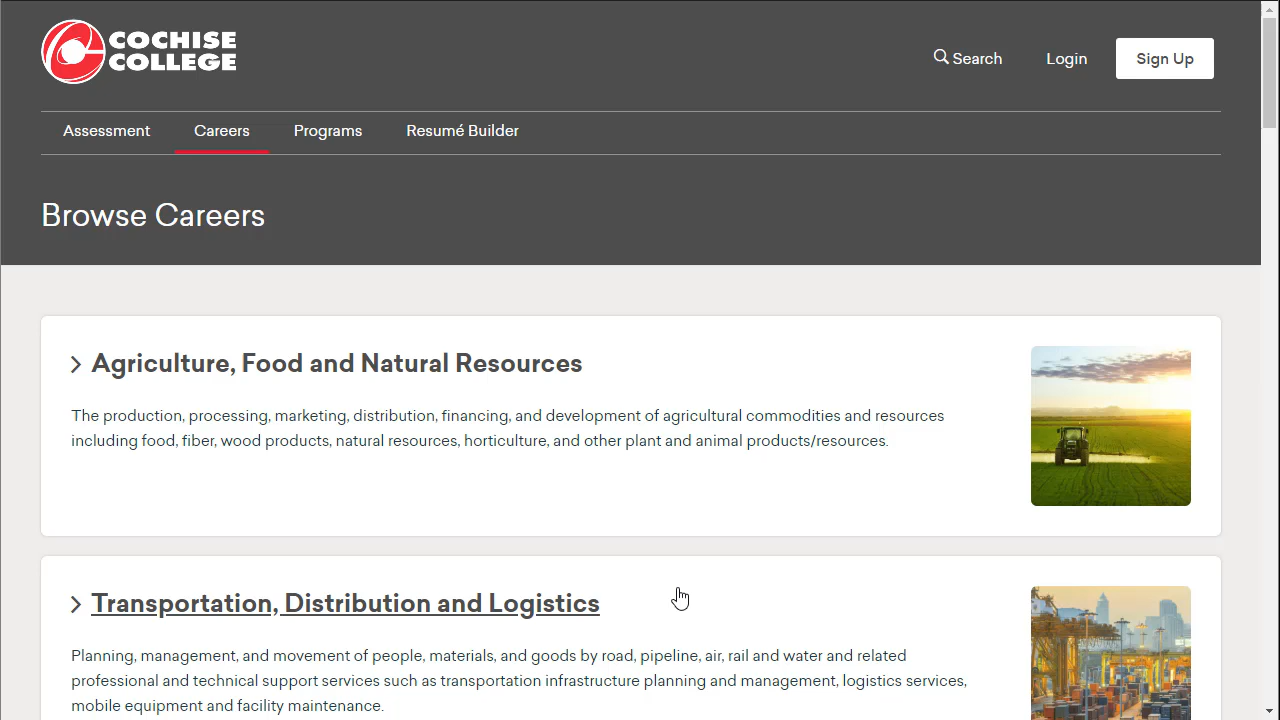 COCHISE
COLLEGE
Search
Login
Sign Up
Assessment
Careers
Programs
Resumé Builder
Browse Careers
Agriculture, Food and Natural Resources
The production, processing, marketing, distribution, financing, and development of agricultural commodities and resources
including food, fiber, wood products, natural resources, horticulture, and other plant and animal products/resources.
Transportation, Distribution and Logistics
Planning, management, and movement of people, materials, and goods by road, pipeline, air, rail and water and related
professional and technical support services such as transportation infrastructure planning and management, logistics services,
mobile equipment and facility maintenance.